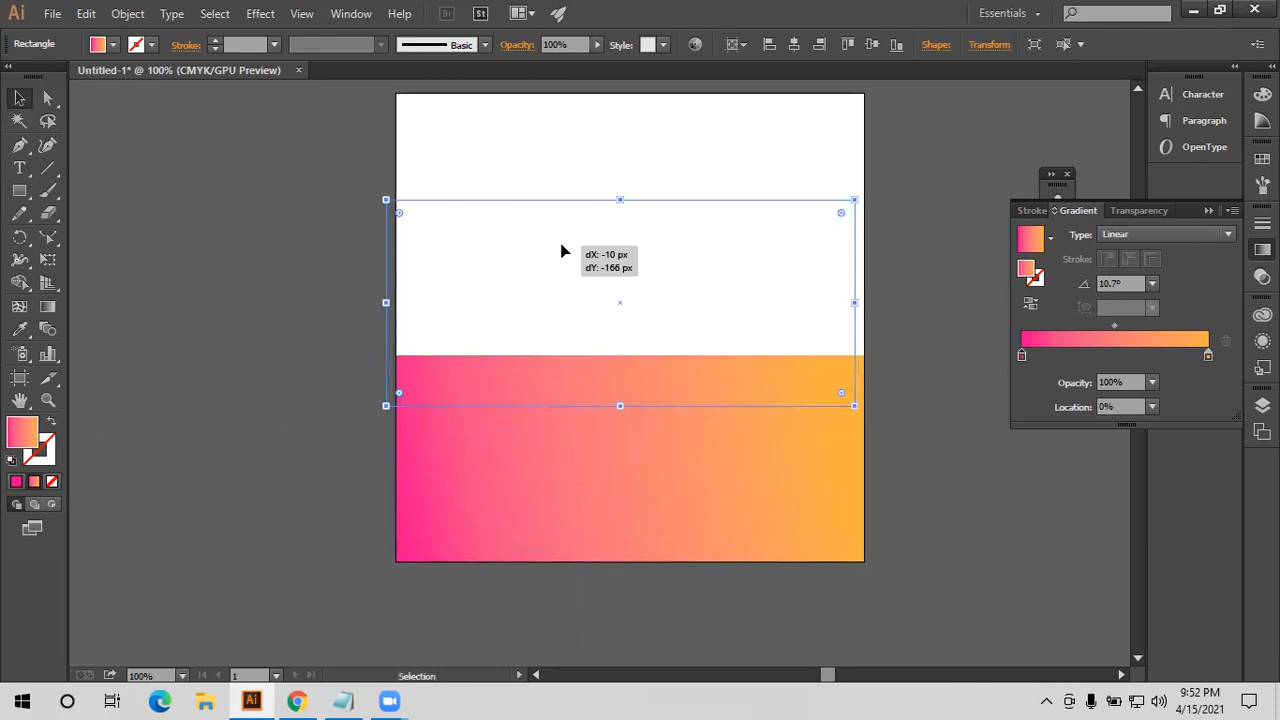 Ai File Edit Object Type Select Effect View Window Help Br St Essentials
Rectangle Stroke: Basic Opacity: 100% Style: Shape: Transform
Untitled-1* @ 100% (CMYK/GPU Preview) ×
Character
Paragraph
OpenType
Stroke Gradient Transparency
Type: Linear
Stroke:
10.7°
Opacity: 100%
Location: 0%
dX: -10 px
dY: -166 px
100% 1 Selection
Ai
9:52 PM
4/15/2021